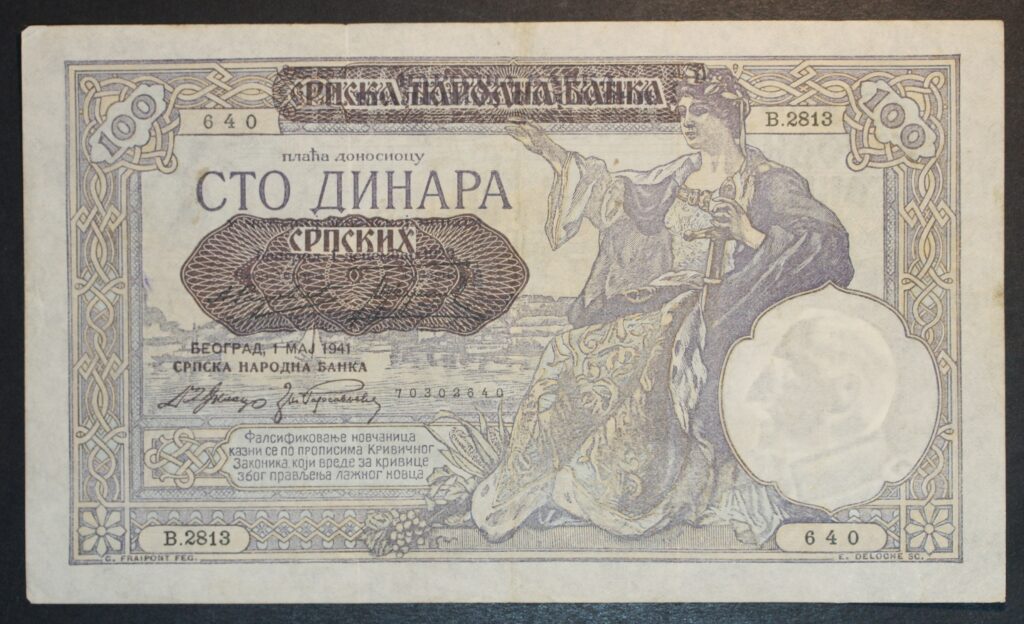 СРПСКА НАРОДНА БАНКА
100
100
640
В.2813
плаћа доносиоцу
СТО ДИНАРА
СРПСКИХ
БЕОГРАД, 1 МАЈ 1941
СРПСКА НАРОДНА БАНКА
70302640
Фалсификовање новчаница
казни се по прописима Кривичног
Законика који вреде за кривице
због прављења лажног новца
В.2813
640
C. FRAIPONT FEC.
E. DELOCHE SC.